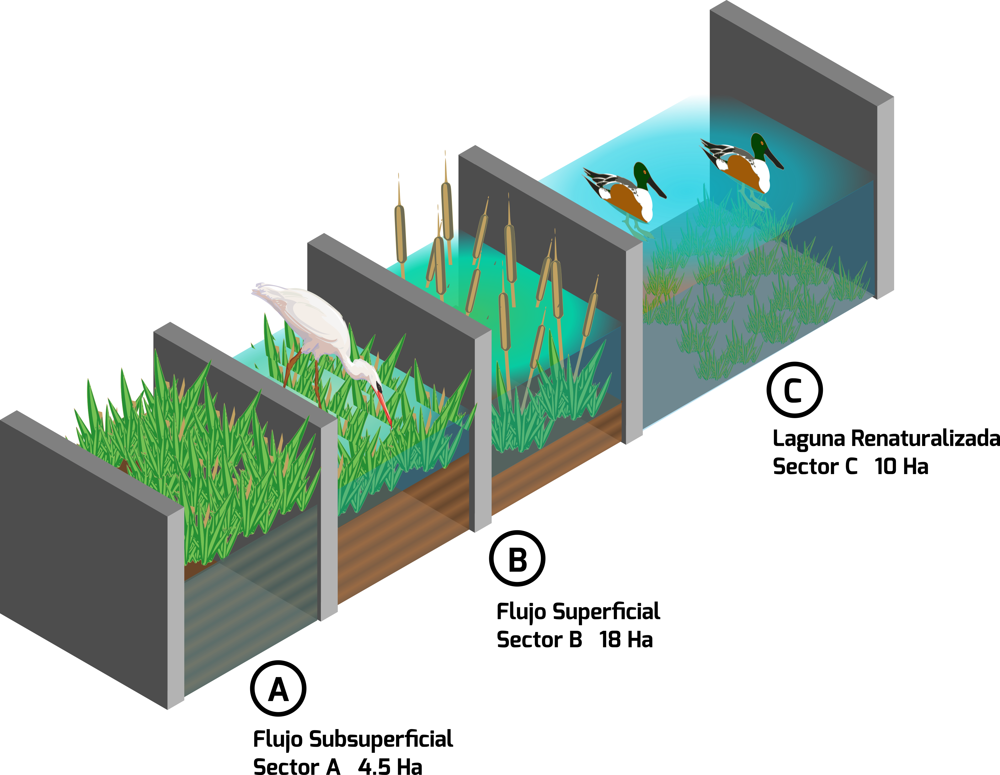 A
Flujo Subsuperficial
Sector A 4.5 Ha
B
Flujo Superficial
Sector B 18 Ha
C
Laguna Renaturalizada
Sector C 10 Ha